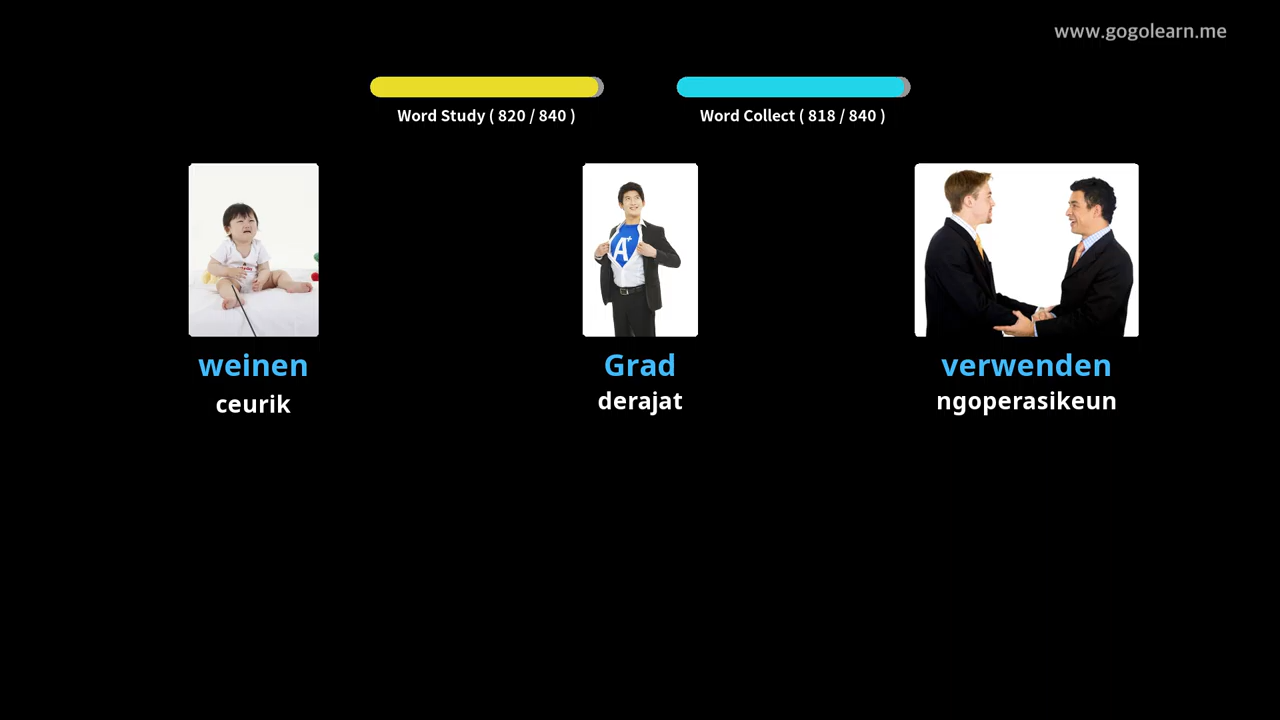 www.gogolearn.me
Word Study ( 820 / 840 )
Word Collect ( 818 / 840 )
A+
weinen
ceurik
Grad
derajat
verwenden
ngoperasikeun